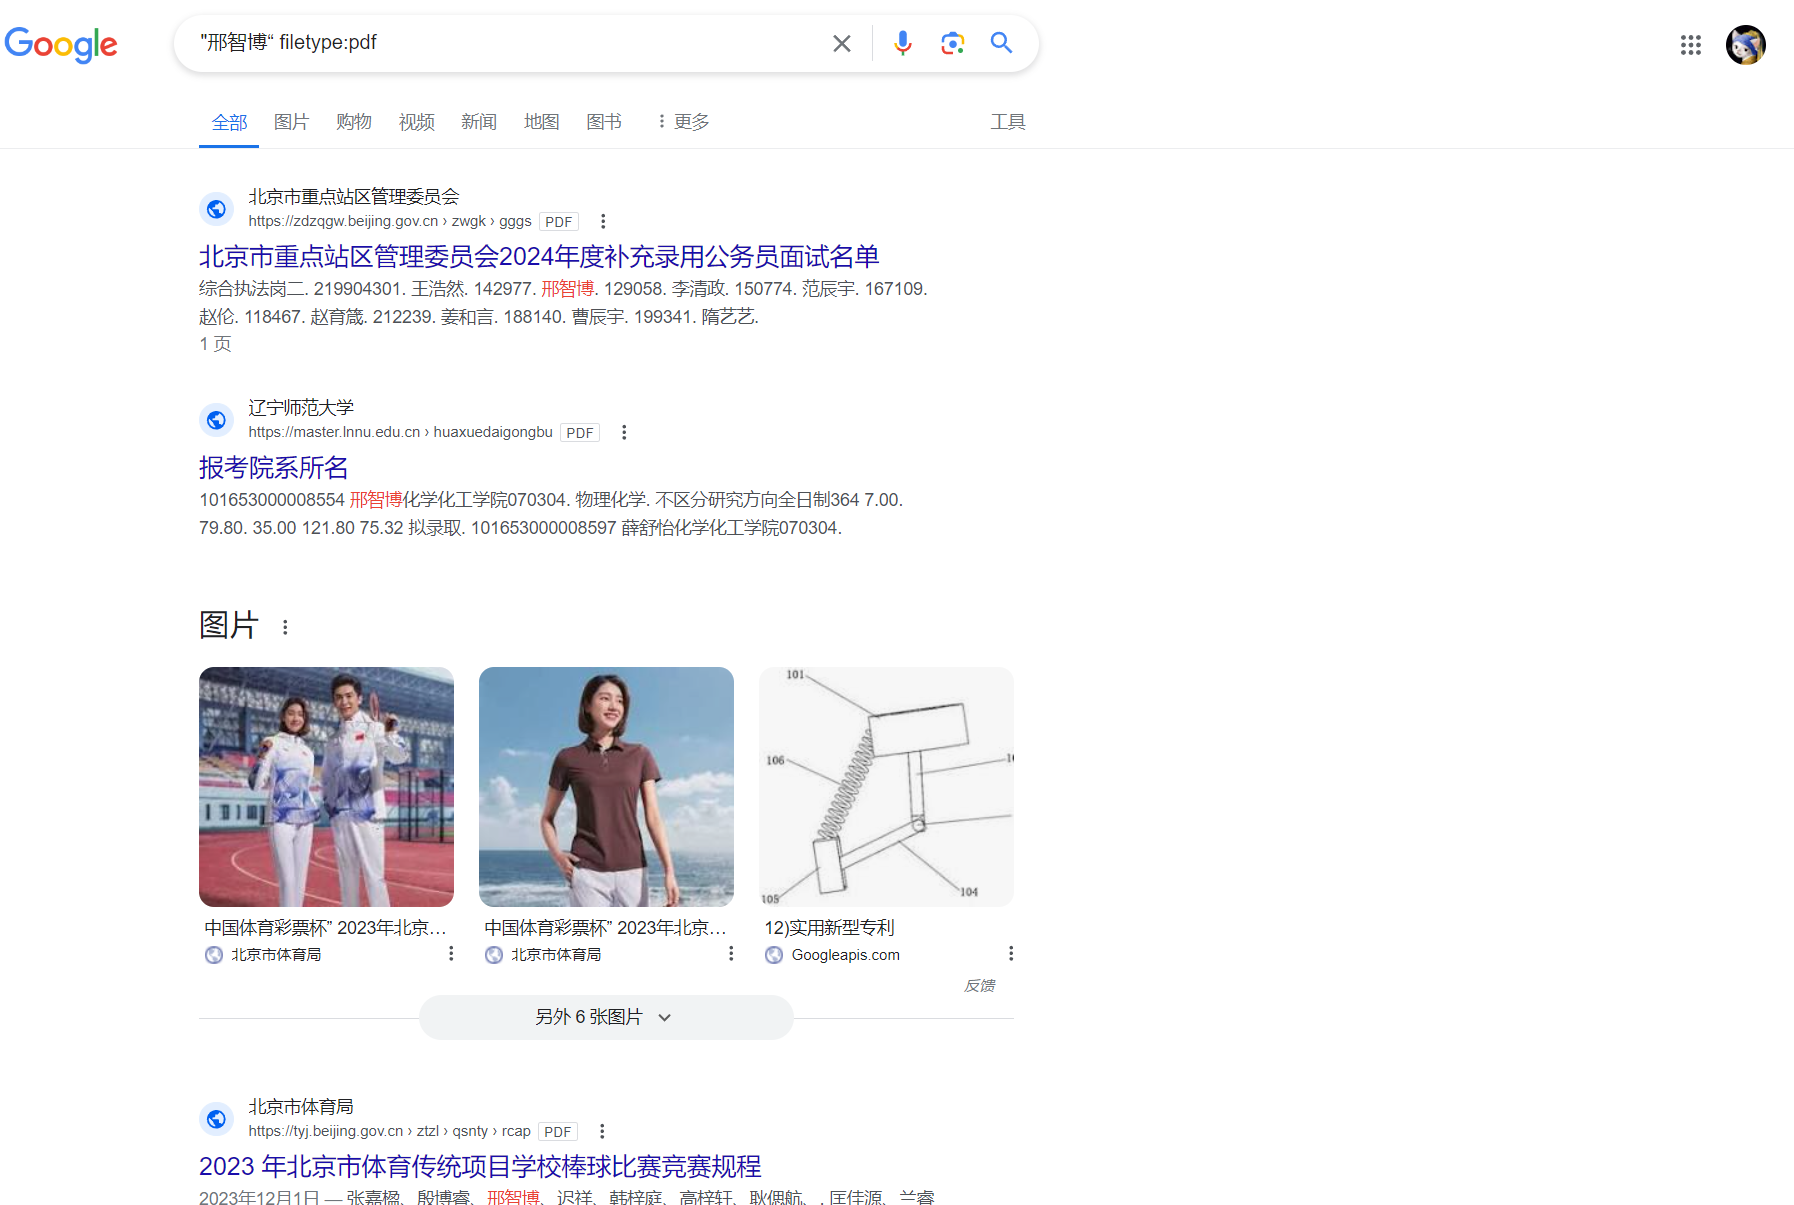 Google
"邢智博“ filetype:pdf
全部 图片 购物 视频 新闻 地图 图书 更多 工具
北京市重点站区管理委员会
https://zdzqgw.beijing.gov.cn › zwgk › gggs PDF
北京市重点站区管理委员会2024年度补充录用公务员面试名单
综合执法岗二. 219904301. 王浩然. 142977. 邢智博. 129058. 李清政. 150774. 范辰宇. 167109.
赵伦. 118467. 赵育箴. 212239. 姜和言. 188140. 曹辰宇. 199341. 隋艺艺.
1 页
辽宁师范大学
https://master.lnnu.edu.cn › huaxuedaigongbu PDF
报考院系所名
101653000008554 邢智博化学化工学院070304. 物理化学. 不区分研究方向全日制364 7.00.
79.80. 35.00 121.80 75.32 拟录取. 101653000008597 薛舒怡化学化工学院070304.
图片
101
106
105
104
中国体育彩票杯” 2023年北京...
北京市体育局
中国体育彩票杯” 2023年北京...
北京市体育局
12)实用新型专利
Googleapis.com
反馈
另外 6 张图片
北京市体育局
https://tyj.beijing.gov.cn › ztzl › qsnty › rcap PDF
2023 年北京市体育传统项目学校棒球比赛竞赛规程
2023年12月1日 — 张嘉楹、殷博睿、邢智博、迟祥、韩梓庭、高梓轩、耿偲航、. 匡佳源、兰睿